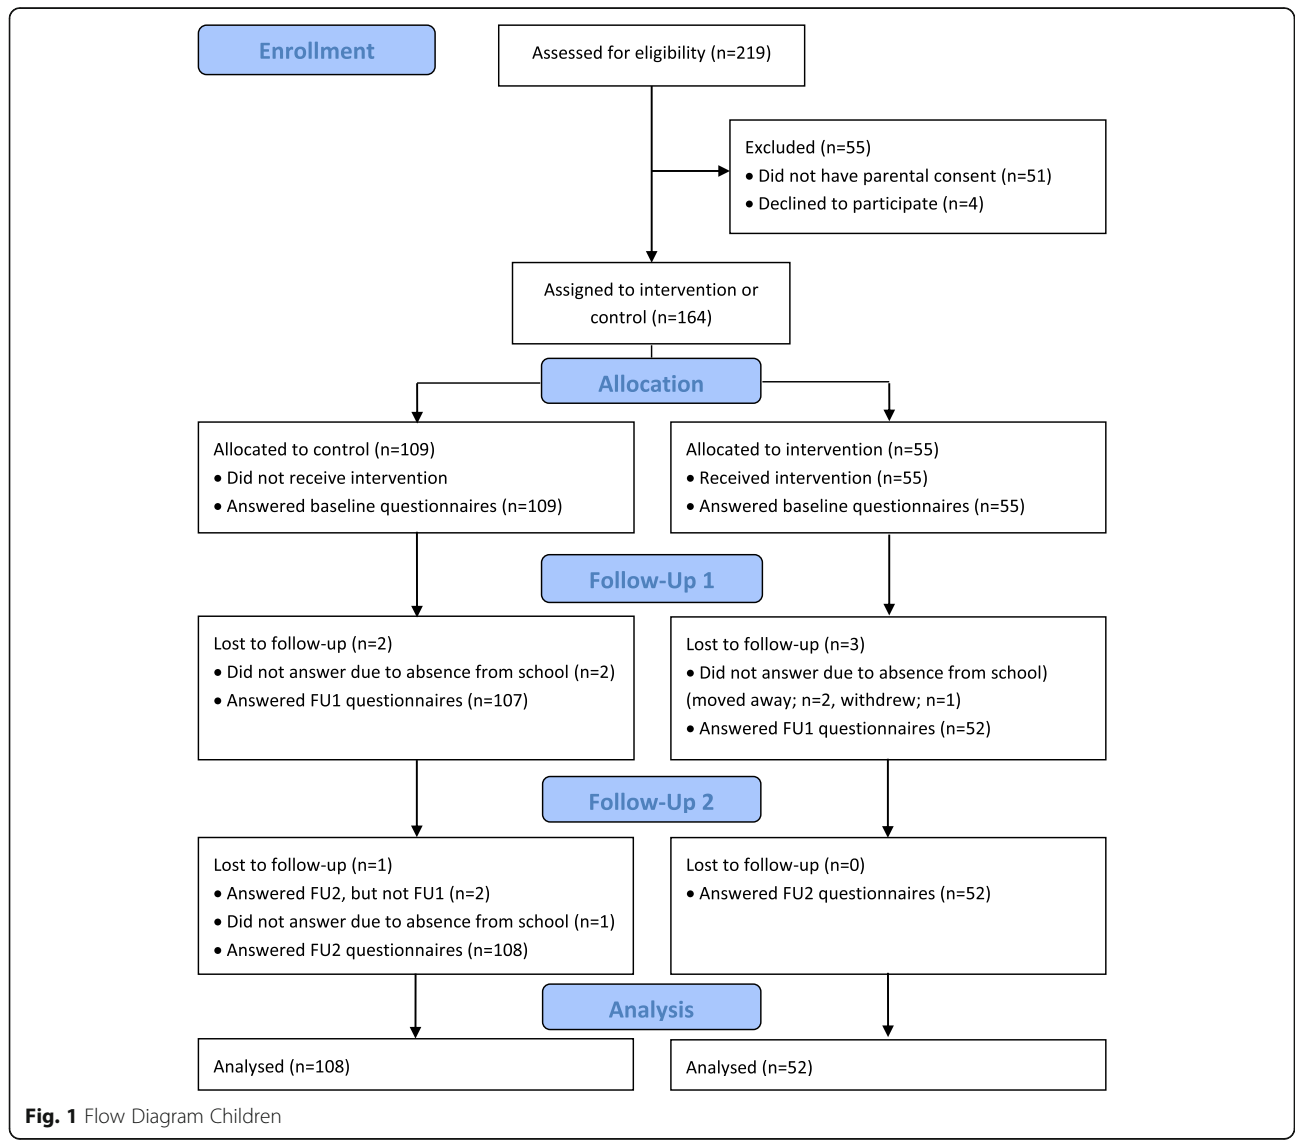 Enrollment
Assessed for eligibility (n=219)
Excluded (n=55)
• Did not have parental consent (n=51)
• Declined to participate (n=4)
Assigned to intervention or
control (n=164)
Allocation
Allocated to control (n=109)
• Did not receive intervention
• Answered baseline questionnaires (n=109)
Allocated to intervention (n=55)
• Received intervention (n=55)
• Answered baseline questionnaires (n=55)
Follow-Up 1
Lost to follow-up (n=2)
• Did not answer due to absence from school (n=2)
• Answered FU1 questionnaires (n=107)
Lost to follow-up (n=3)
• Did not answer due to absence from school)
(moved away; n=2, withdrew; n=1)
• Answered FU1 questionnaires (n=52)
Follow-Up 2
Lost to follow-up (n=1)
• Answered FU2, but not FU1 (n=2)
• Did not answer due to absence from school (n=1)
• Answered FU2 questionnaires (n=108)
Lost to follow-up (n=0)
• Answered FU2 questionnaires (n=52)
Analysis
Analysed (n=108)
Analysed (n=52)
Fig. 1 Flow Diagram Children